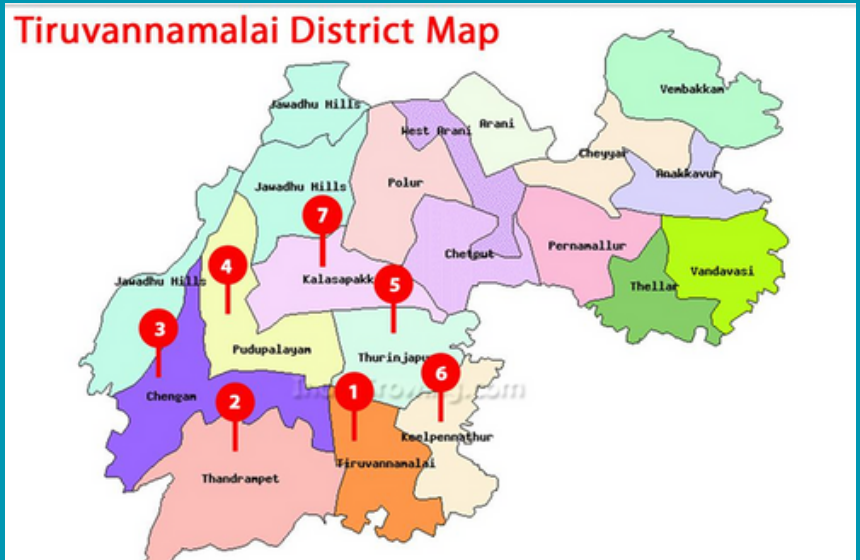 Tiruvannamalai District Map
Jawadhu Hills
Vembakkam
West Arani
Arani
Cheyyar
Anakkavur
Jawadhu Hills
Polur
7
Chetput
Pernamallur
4
Jawadhu Hills
Kalasapakk
5
Thellar
Vandavasi
3
Pudupalayam
Thurinjapu
6
Chengam
2
1
Keelpennathur
Tiruvannamalai
Thandrampet